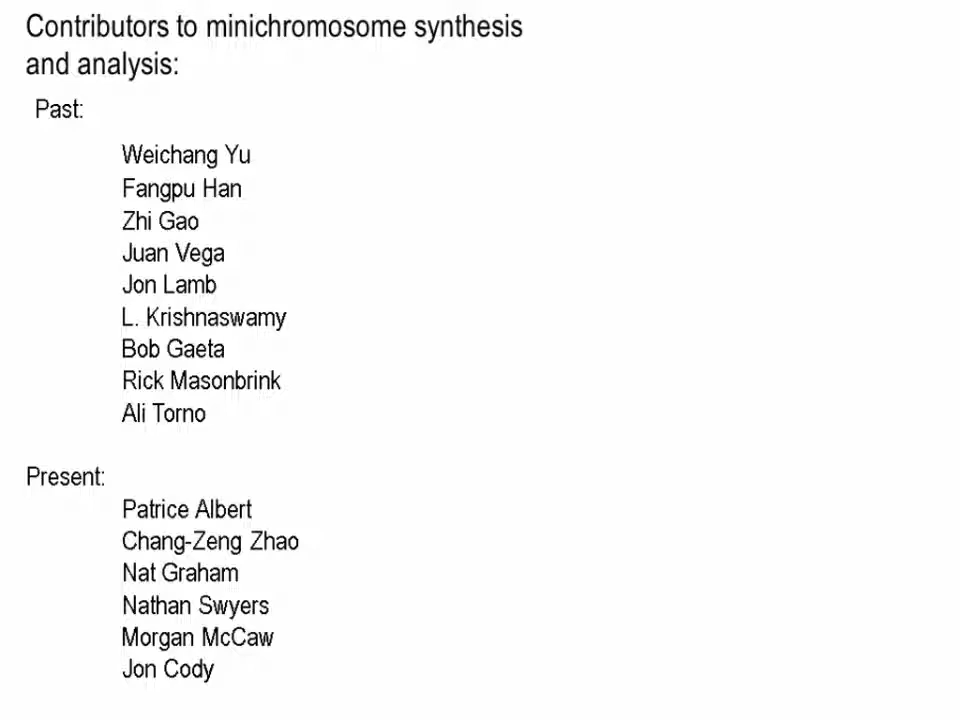 Contributors to minichromosome synthesis
and analysis:
Past:
Weichang Yu
Fangpu Han
Zhi Gao
Juan Vega
Jon Lamb
L. Krishnaswamy
Bob Gaeta
Rick Masonbrink
Ali Torno
Present:
Patrice Albert
Chang-Zeng Zhao
Nat Graham
Nathan Swyers
Morgan McCaw
Jon Cody